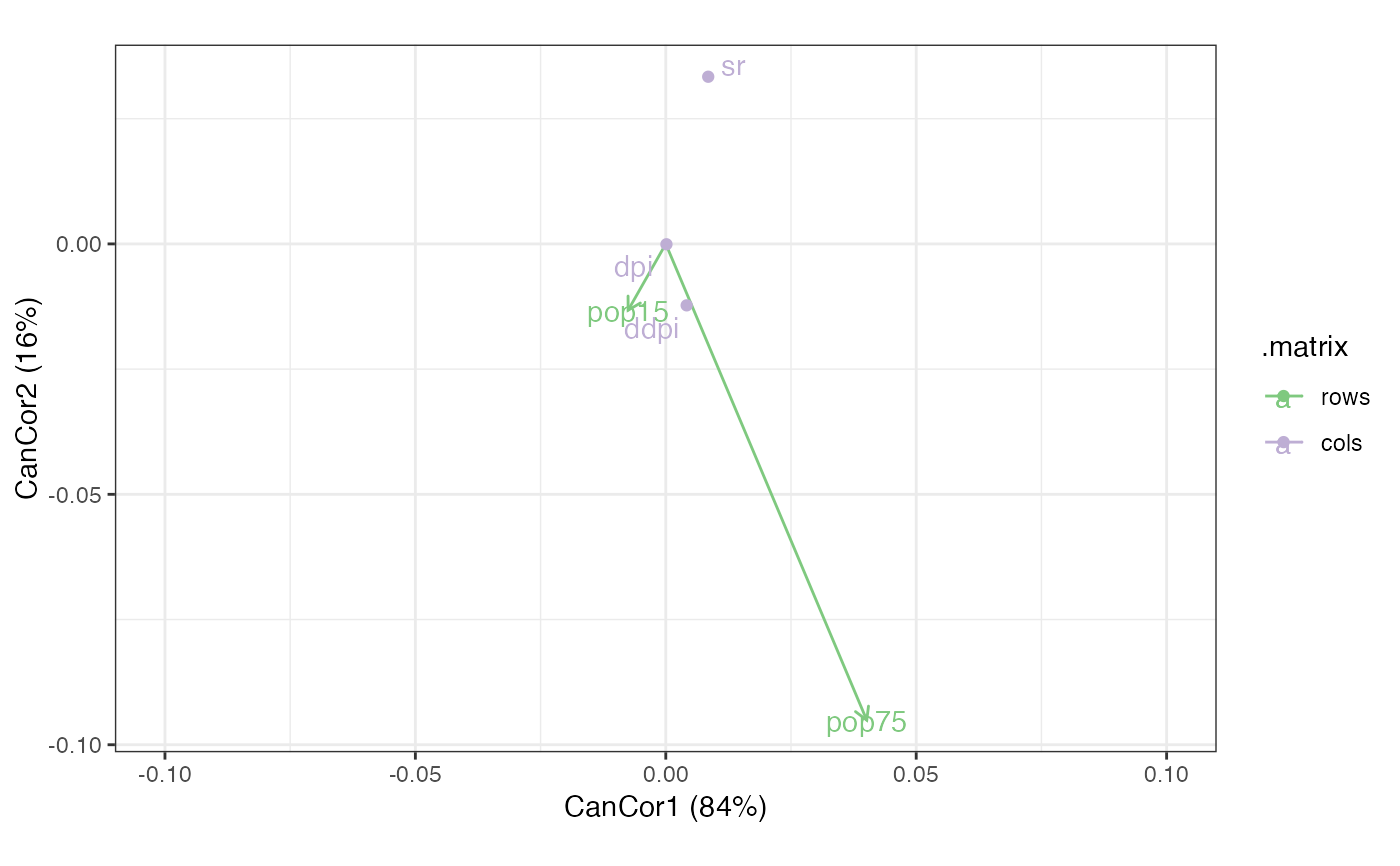 sr
0.00
dpi
pop15
ddpi
-0.05
pop75
-0.10
-0.10
-0.05
0.00
0.05
0.10
CanCor1 (84%)
CanCor2 (16%)
.matrix
a rows
a cols